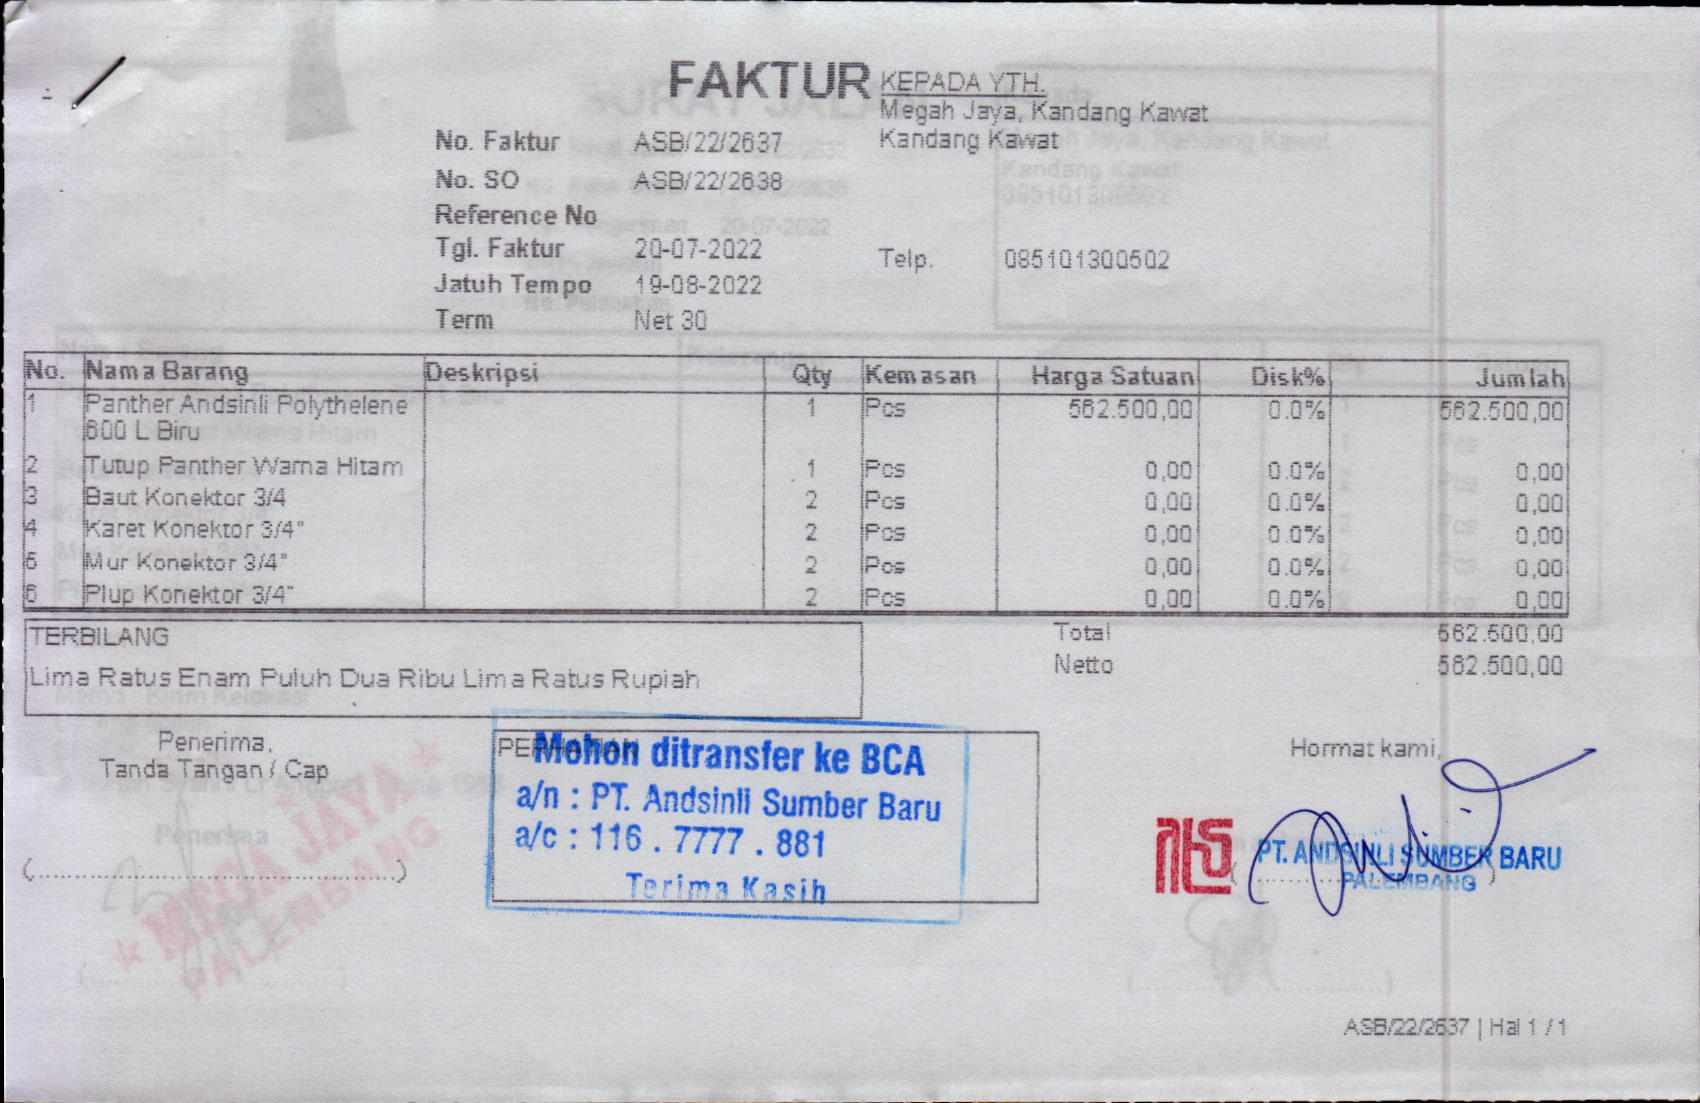 FAKTUR
KEPADA YTH.
Megah Jaya, Kandang Kawat
Kandang Kawat
No. Faktur ASB/22/2637
No. SO ASB/22/2638
Reference No
Tgl. Faktur 20-07-2022
Telp. 085101300502
Jatuh Tempo 19-08-2022
Term Net 30
No. Nama Barang Deskripsi Qty Kemasan Harga Satuan Disk% Jumlah
1 Panther Andsinli Polythelene 1 Pcs 562.500,00 0.0% 562.500,00
600 L Biru
2 Tutup Panther Warna Hitam 1 Pcs 0,00 0.0% 0,00
3 Baut Konektor 3/4 2 Pcs 0,00 0.0% 0,00
4 Karet Konektor 3/4" 2 Pcs 0,00 0.0% 0,00
5 Mur Konektor 3/4" 2 Pcs 0,00 0.0% 0,00
6 Plup Konektor 3/4" 2 Pcs 0,00 0.0% 0,00
TERBILANG
Lima Ratus Enam Puluh Dua Ribu Lima Ratus Rupiah
Total 562.500,00
Netto 562.500,00
Penerima,
Tanda Tangan / Cap
(..................................................)
Mohon ditransfer ke BCA
a/n : PT. Andsinli Sumber Baru
a/c : 116 . 7777 . 881
Terima Kasih
Hormat kami,
PT. ANDSINLI SUMBER BARU
PALEMBANG
JAYA
PALEMBANG
ASB/22/2637 | Hal 1 / 1